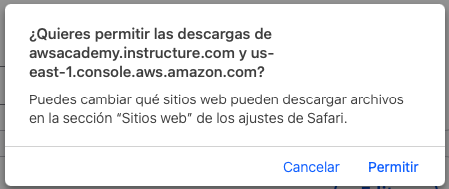 ¿Quieres permitir las descargas de
awsacademy.instructure.com y us-
east-1.console.aws.amazon.com?
Puedes cambiar qué sitios web pueden descargar archivos
en la sección “Sitios web” de los ajustes de Safari.
Cancelar Permitir